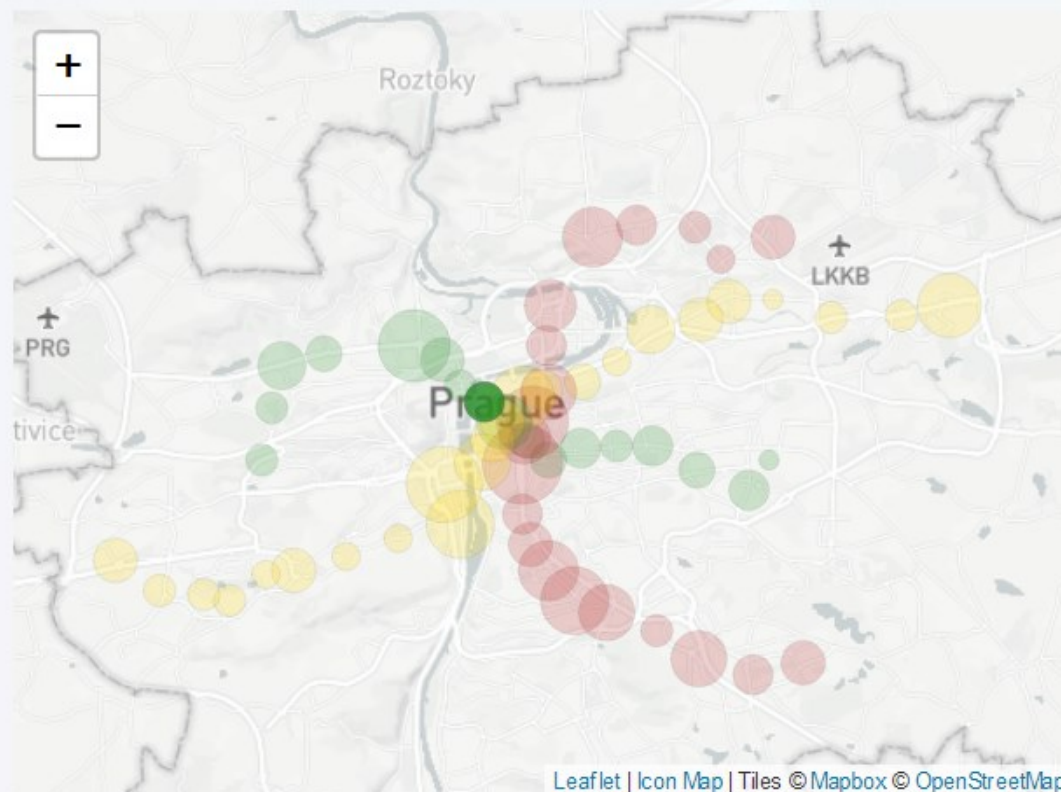 +
−
Roztoky
LKKB
PRG
Prague
tivice
Leaflet | Icon Map | Tiles © Mapbox © OpenStreetMap